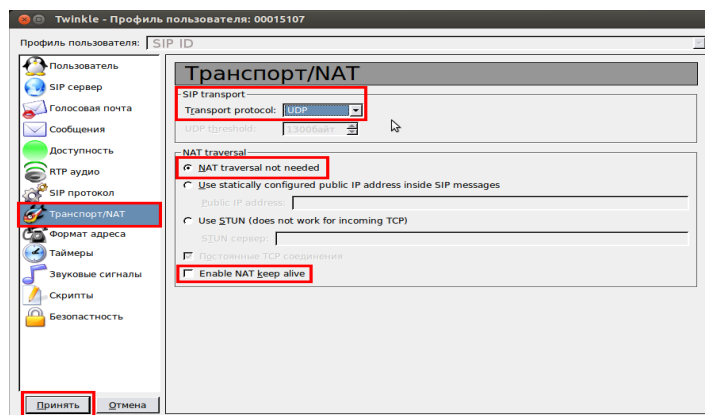 Twinkle - Профиль пользователя: 00015107
Профиль пользователя: SIP ID
Пользователь
SIP сервер
Голосовая почта
Сообщения
Доступность
RTP аудио
SIP протокол
Транспорт/NAT
Формат адреса
Таймеры
Звуковые сигналы
Скрипты
Безопастность
Транспорт/NAT
SIP transport
Transport protocol: UDP
UDP threshold: 1300байт
NAT traversal
NAT traversal not needed
Use statically configured public IP address inside SIP messages
Public IP address:
Use STUN (does not work for incoming TCP)
STUN сервер:
Постоянные TCP соединения
Enable NAT keep alive
Принять Отмена